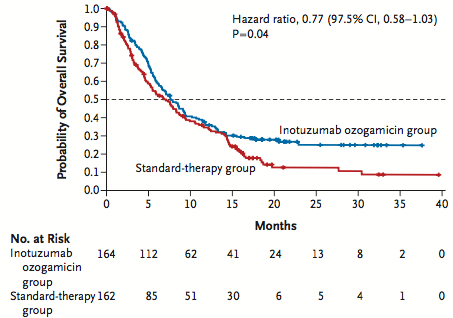 Hazard ratio, 0.77 (97.5% CI, 0.58–1.03)
P=0.04
Probability of Overall Survival
1.0
0.9
0.8
0.7
0.6
0.5
0.4
0.3
0.2
0.1
0.0
Inotuzumab ozogamicin group
Standard-therapy group
0 5 10 15 20 25 30 35 40
Months
No. at Risk
Inotuzumab 164 112 62 41 24 13 8 2 0
ozogamicin
group
Standard-therapy 162 85 51 30 6 5 4 1 0
group